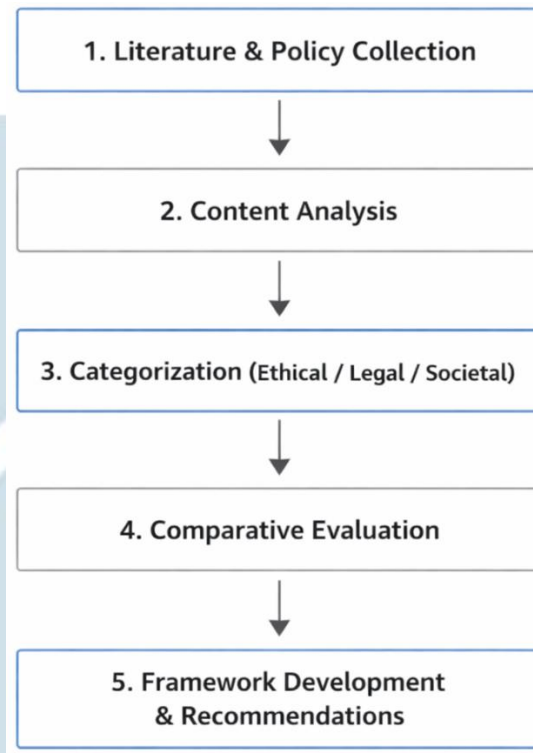 1. Literature & Policy Collection
2. Content Analysis
3. Categorization (Ethical / Legal / Societal)
4. Comparative Evaluation
5. Framework Development
& Recommendations